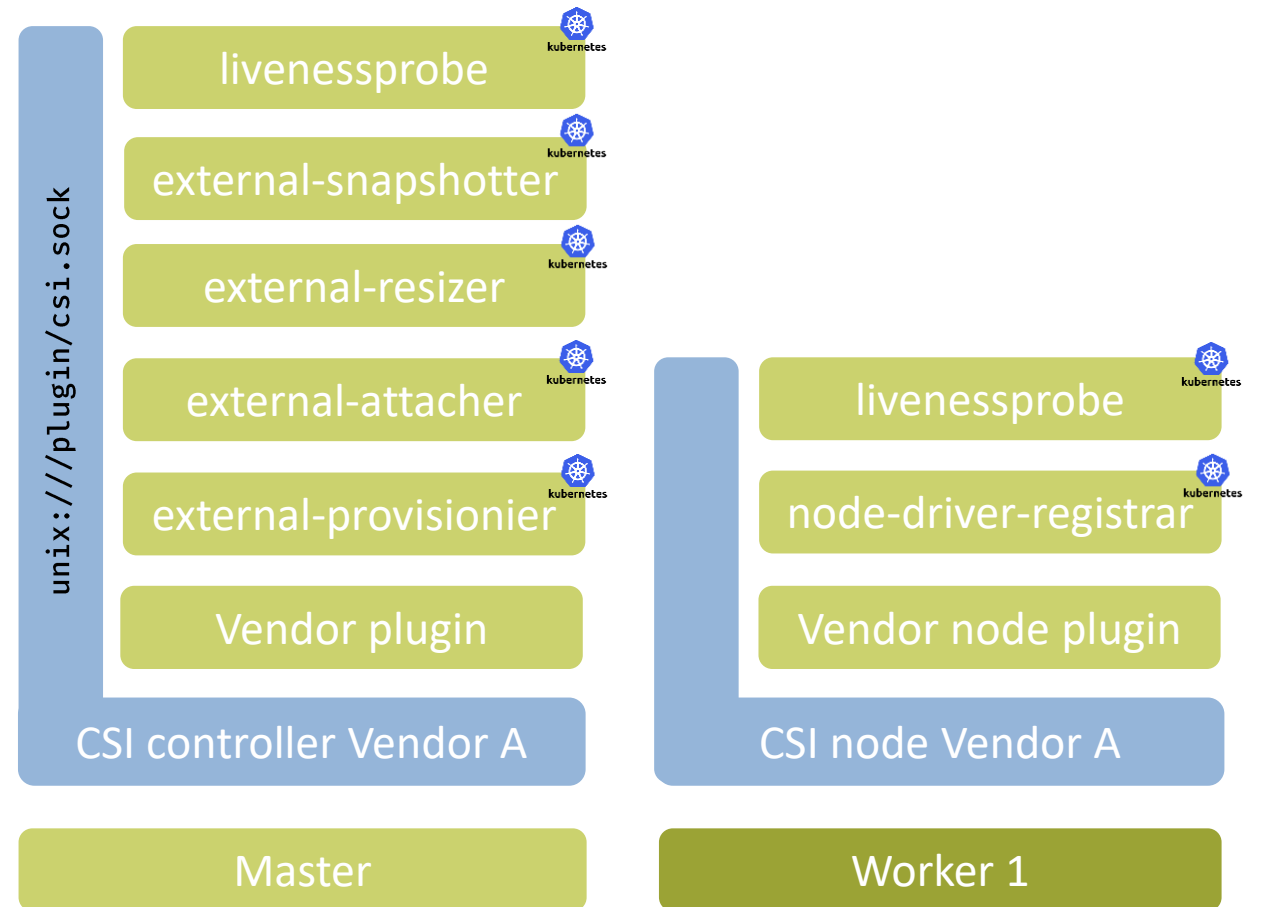 unix:///plugin/csi.sock
livenessprobe
kubernetes
external-snapshotter
kubernetes
external-resizer
kubernetes
external-attacher
kubernetes
external-provisionier
kubernetes
Vendor plugin
CSI controller Vendor A
Master
livenessprobe
kubernetes
node-driver-registrar
kubernetes
Vendor node plugin
CSI node Vendor A
Worker 1